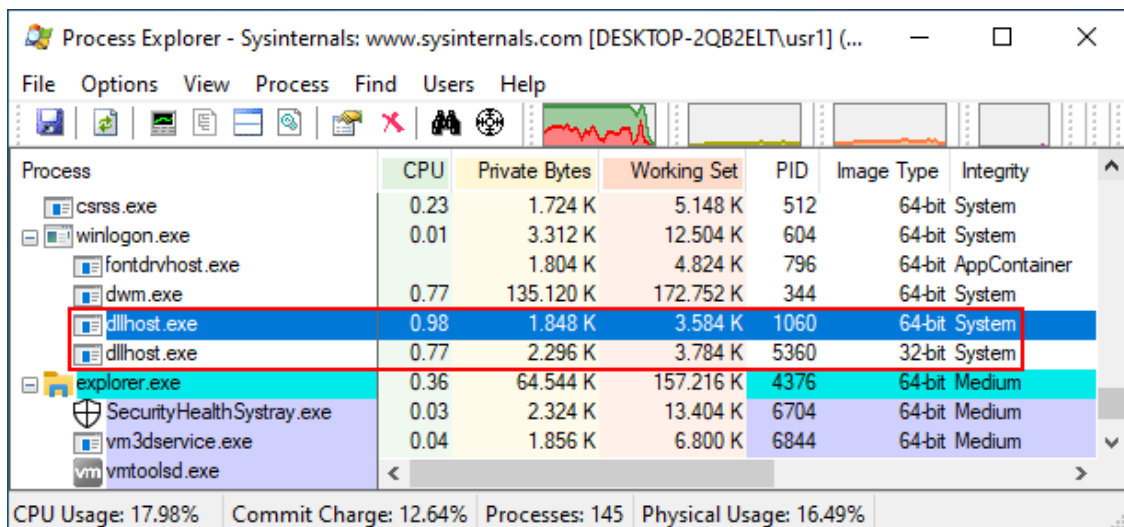 Process Explorer - Sysinternals: www.sysinternals.com [DESKTOP-2QB2ELT\usr1] (...
File Options View Process Find Users Help
Process CPU Private Bytes Working Set PID Image Type Integrity
csrss.exe 0.23 1.724 K 5.148 K 512 64-bit System
winlogon.exe 0.01 3.312 K 12.504 K 604 64-bit System
fontdrvhost.exe 1.804 K 4.824 K 796 64-bit AppContainer
dwm.exe 0.77 135.120 K 172.752 K 344 64-bit System
dllhost.exe 0.98 1.848 K 3.584 K 1060 64-bit System
dllhost.exe 0.77 2.296 K 3.784 K 5360 32-bit System
explorer.exe 0.36 64.544 K 157.216 K 4376 64-bit Medium
SecurityHealthSystray.exe 0.03 2.324 K 13.404 K 6704 64-bit Medium
vm3dservice.exe 0.04 1.856 K 6.800 K 6844 64-bit Medium
vm vmtoolsd.exe
CPU Usage: 17.98% Commit Charge: 12.64% Processes: 145 Physical Usage: 16.49%